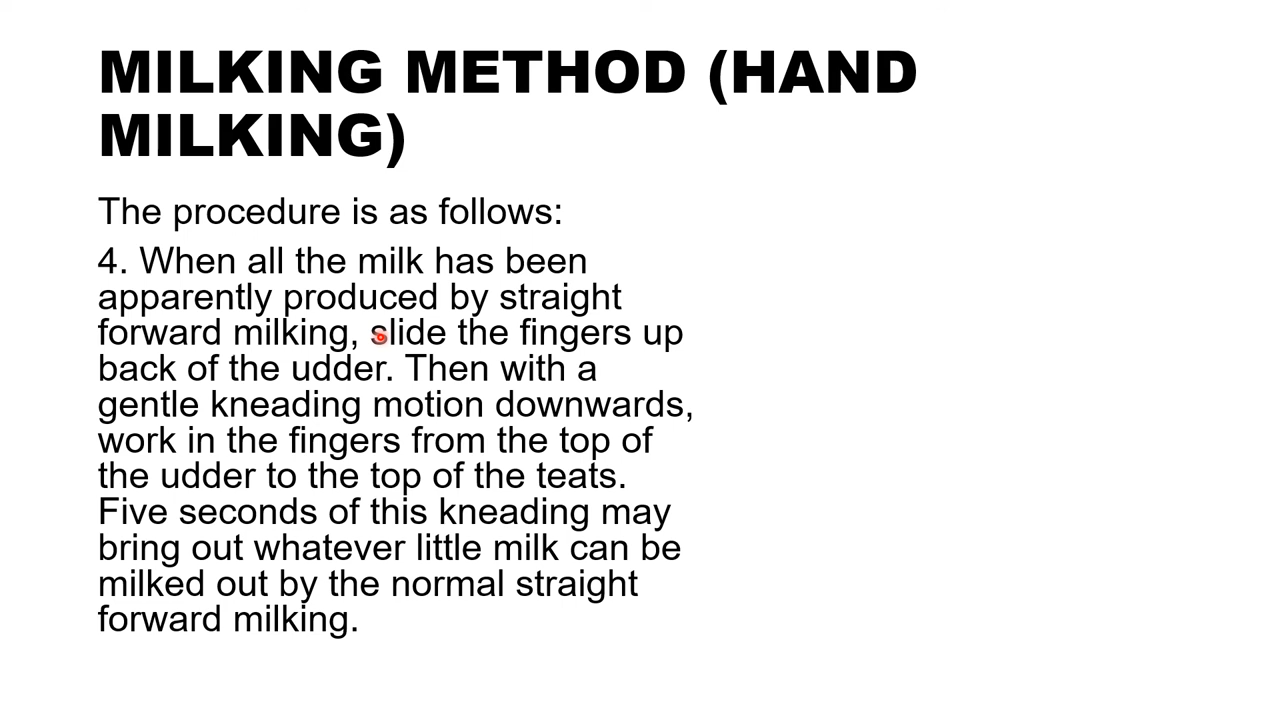 MILKING METHOD (HAND
MILKING)
The procedure is as follows:
4. When all the milk has been
apparently produced by straight
forward milking, slide the fingers up
back of the udder. Then with a
gentle kneading motion downwards,
work in the fingers from the top of
the udder to the top of the teats.
Five seconds of this kneading may
bring out whatever little milk can be
milked out by the normal straight
forward milking.